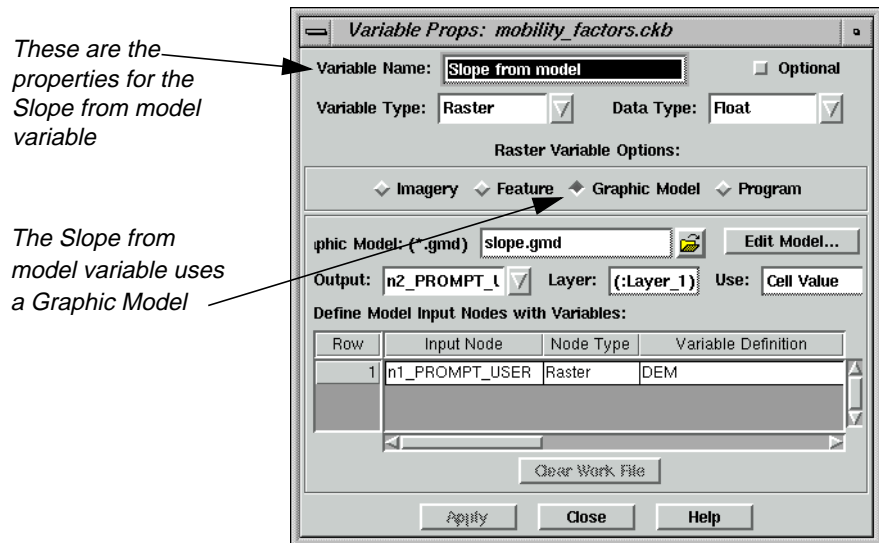 Variable Props: mobility_factors.ckb
These are the
properties for the
Slope from model
variable
Variable Name: Slope from model Optional
Variable Type: Raster Data Type: Float
Raster Variable Options:
Imagery Feature Graphic Model Program
The Slope from
model variable uses
a Graphic Model
phic Model: (*.gmd) slope.gmd Edit Model...
Output: n2_PROMPT_U Layer: (:Layer_1) Use: Cell Value
Define Model Input Nodes with Variables:
Row Input Node Node Type Variable Definition
1 n1_PROMPT_USER Raster DEM
Clear Work File
Apply Close Help